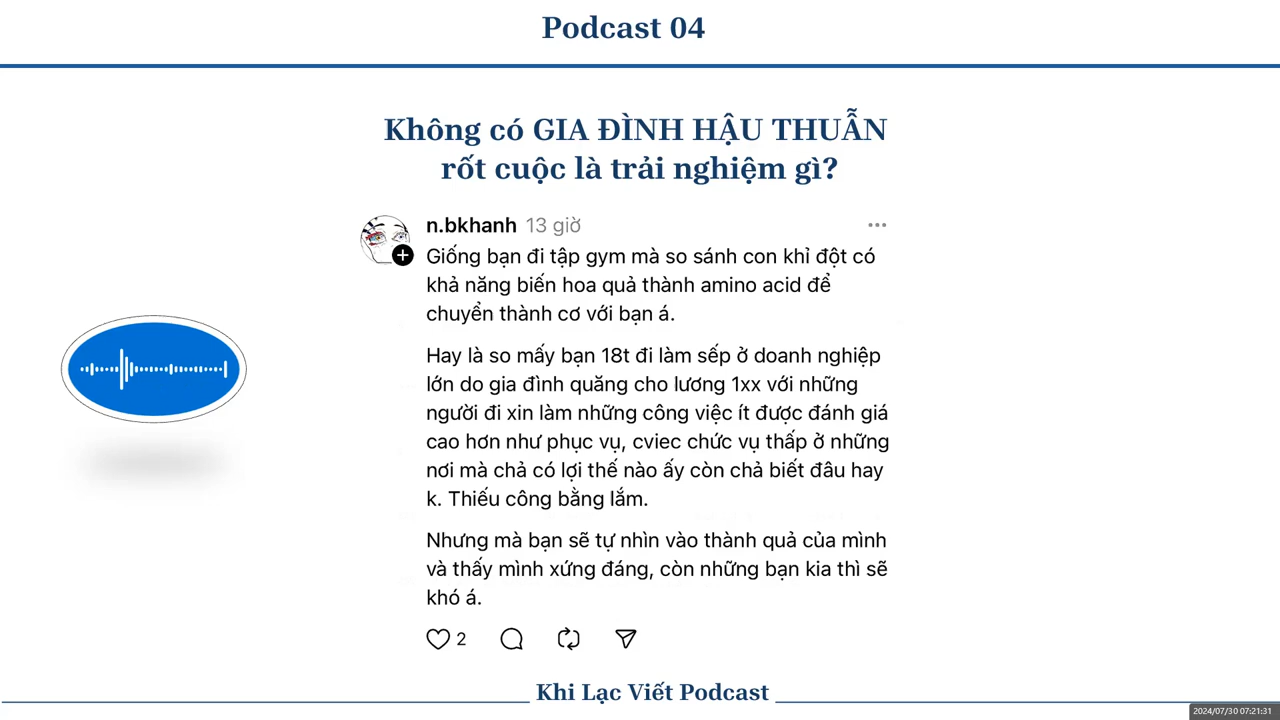 Podcast 04
Không có GIA ĐÌNH HẬU THUẪN
rốt cuộc là trải nghiệm gì?
n.bkhanh 13 giờ
Giống bạn đi tập gym mà so sánh con khỉ đột có
khả năng biến hoa quả thành amino acid để
chuyển thành cơ với bạn á.
Hay là so mấy bạn 18t đi làm sếp ở doanh nghiệp
lớn do gia đình quăng cho lương 1xx với những
người đi xin làm những công việc ít được đánh giá
cao hơn như phục vụ, cviec chức vụ thấp ở những
nơi mà chả có lợi thế nào ấy còn chả biết đâu hay
k. Thiếu công bằng lắm.
Nhưng mà bạn sẽ tự nhìn vào thành quả của mình
và thấy mình xứng đáng, còn những bạn kia thì sẽ
khó á.
2
Khi Lạc Viết Podcast
2024/07/30 07:21:31